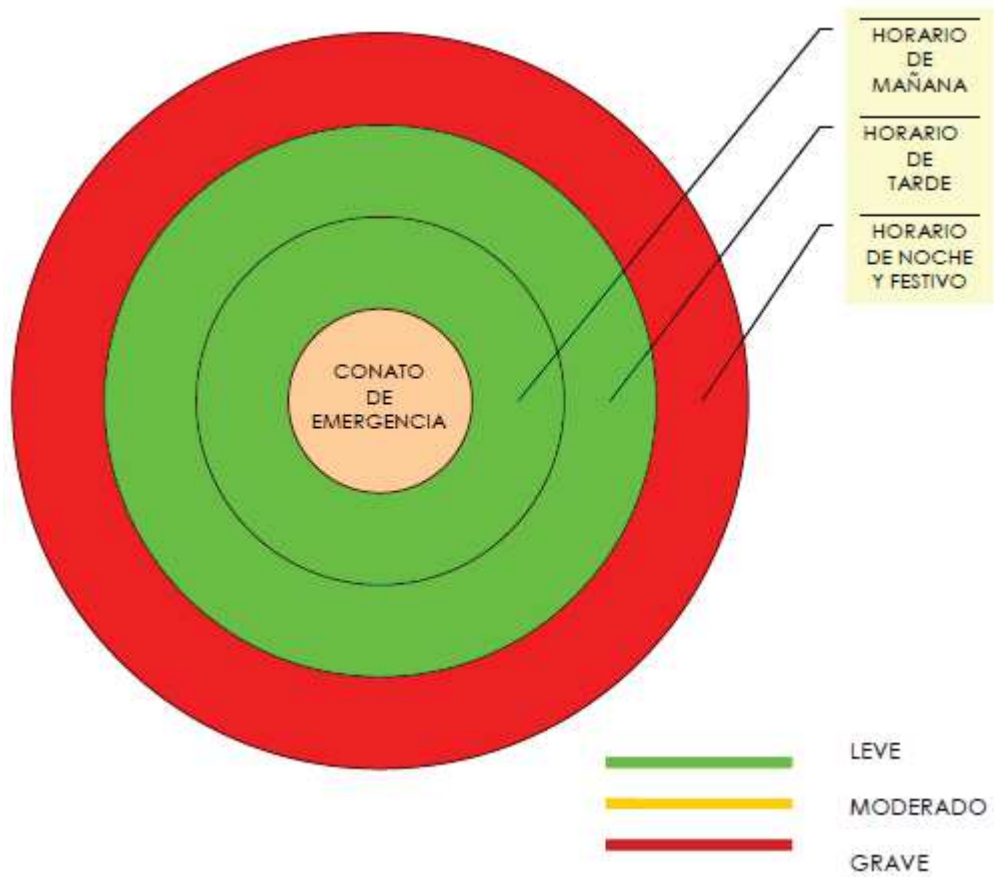 HORARIO
DE
MAÑANA
HORARIO
DE
TARDE
HORARIO
DE NOCHE
Y FESTIVO
CONATO
DE
EMERGENCIA
LEVE
MODERADO
GRAVE